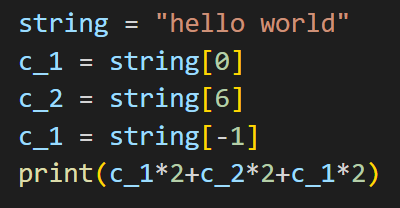 string = "hello world"
c_1 = string[0]
c_2 = string[6]
c_1 = string[-1]
print(c_1*2+c_2*2+c_1*2)